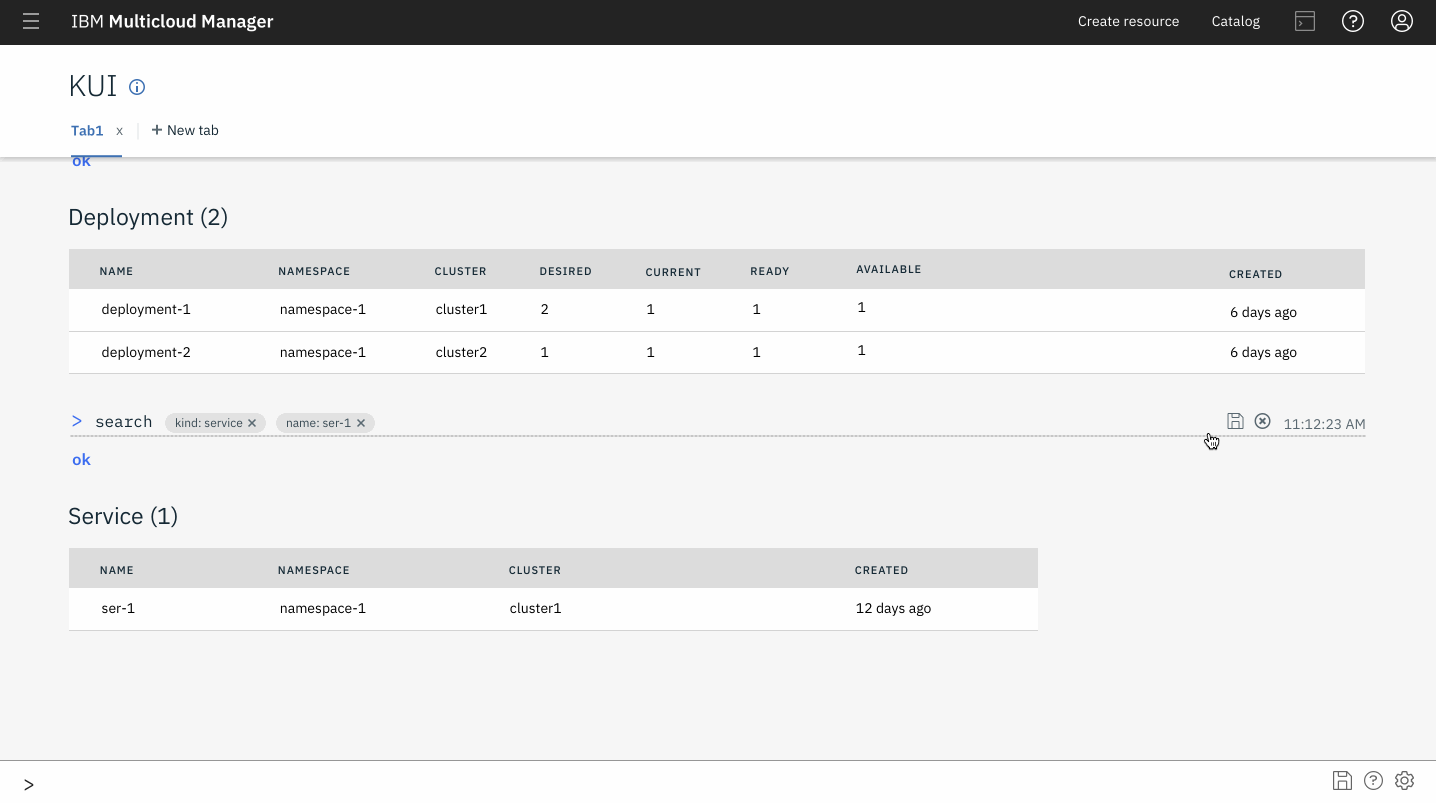 IBM Multicloud Manager Create resource Catalog
KUI
Tab1 x + New tab
ok
Deployment (2)
NAME NAMESPACE CLUSTER DESIRED CURRENT READY AVAILABLE CREATED
deployment-1 namespace-1 cluster1 2 1 1 1 6 days ago
deployment-2 namespace-1 cluster2 1 1 1 1 6 days ago
> search kind: service × name: ser-1 × 11:12:23 AM
ok
Service (1)
NAME NAMESPACE CLUSTER CREATED
ser-1 namespace-1 cluster1 12 days ago
>